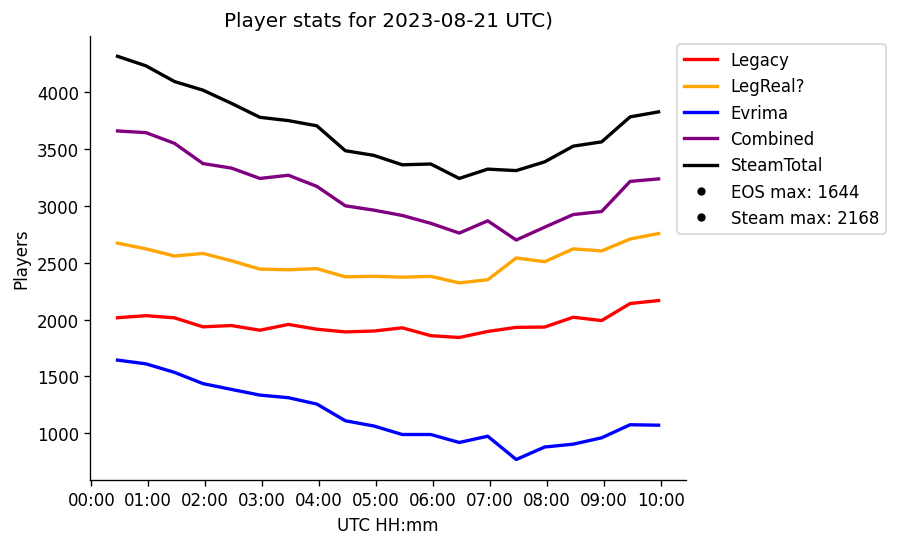 Player stats for 2023-08-21 UTC)
Players
4000
3500
3000
2500
2000
1500
1000
00:00 01:00 02:00 03:00 04:00 05:00 06:00 07:00 08:00 09:00 10:00
UTC HH:mm
Legacy
LegReal?
Evrima
Combined
SteamTotal
EOS max: 1644
Steam max: 2168